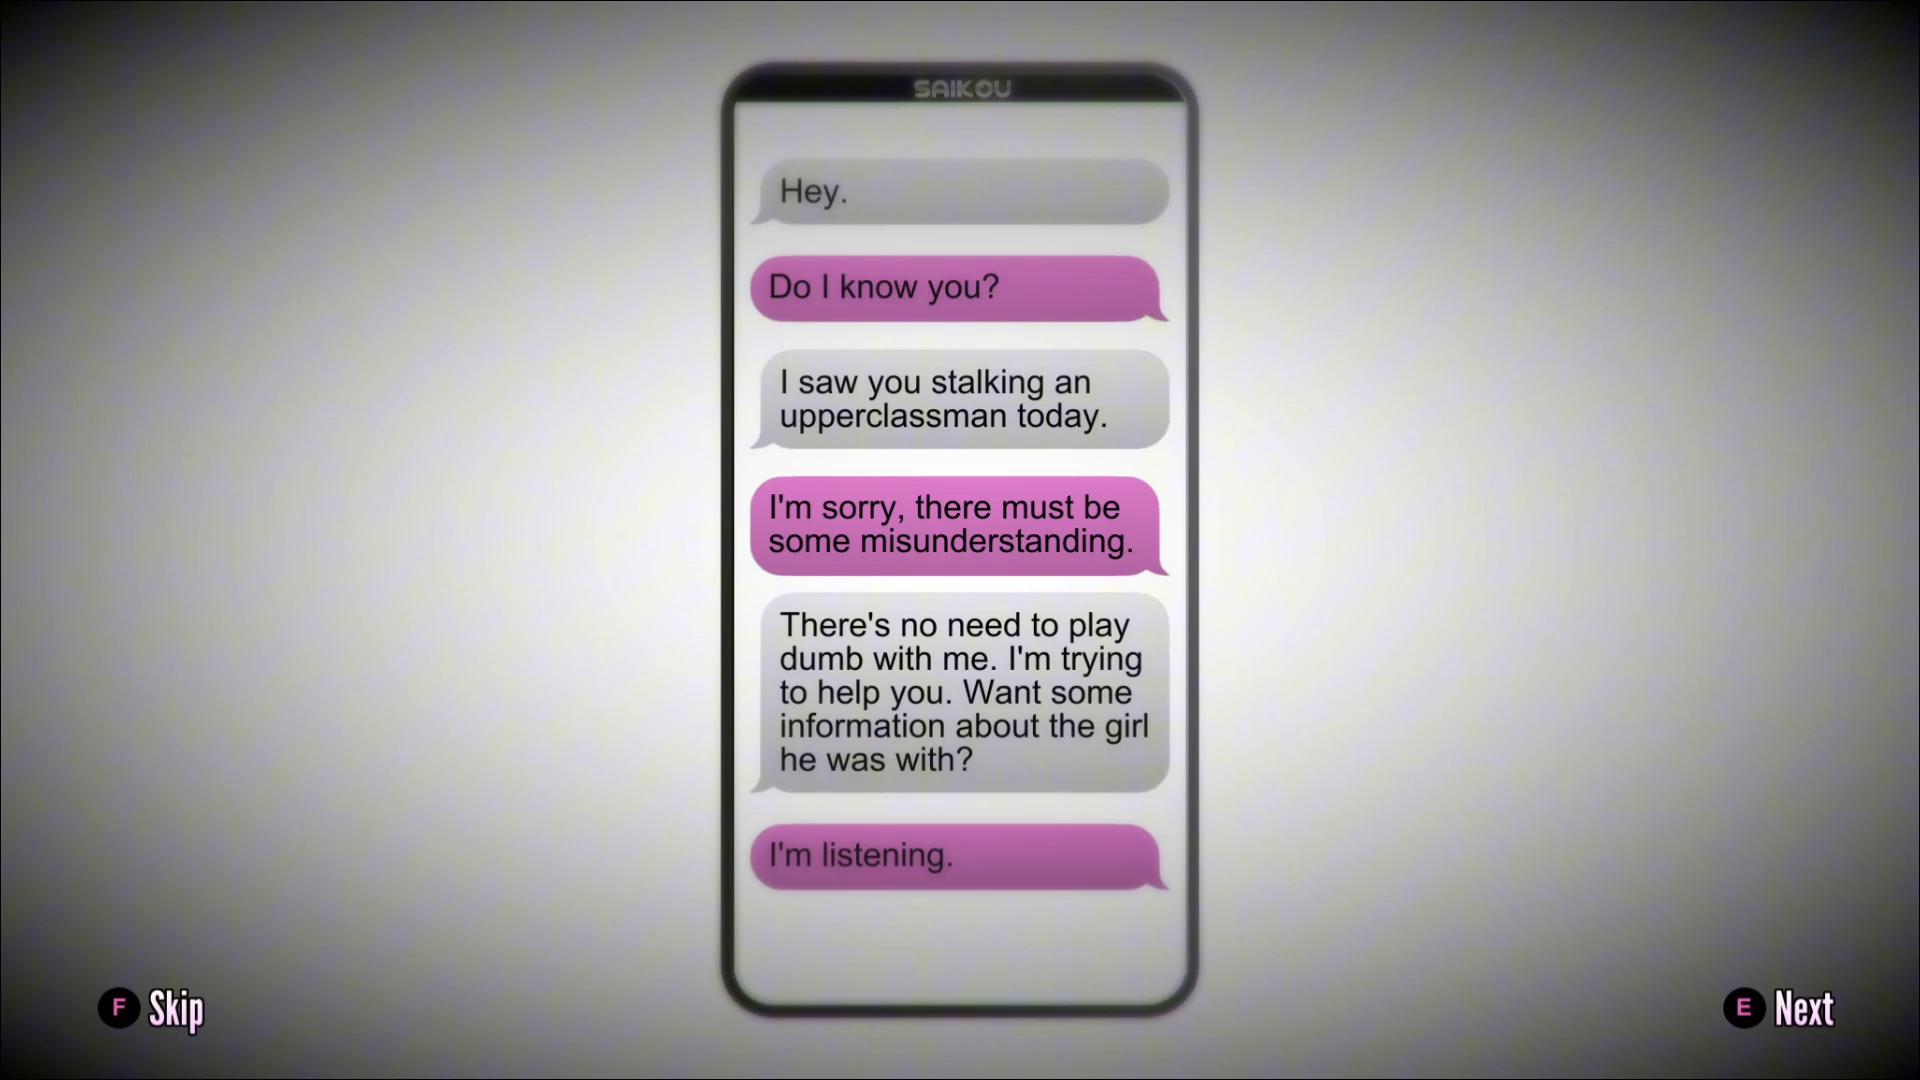 SAIKOU
Hey.
Do I know you?
I saw you stalking an
upperclassman today.
I'm sorry, there must be
some misunderstanding.
There's no need to play
dumb with me. I'm trying
to help you. Want some
information about the girl
he was with?
I'm listening.
F Skip
E Next